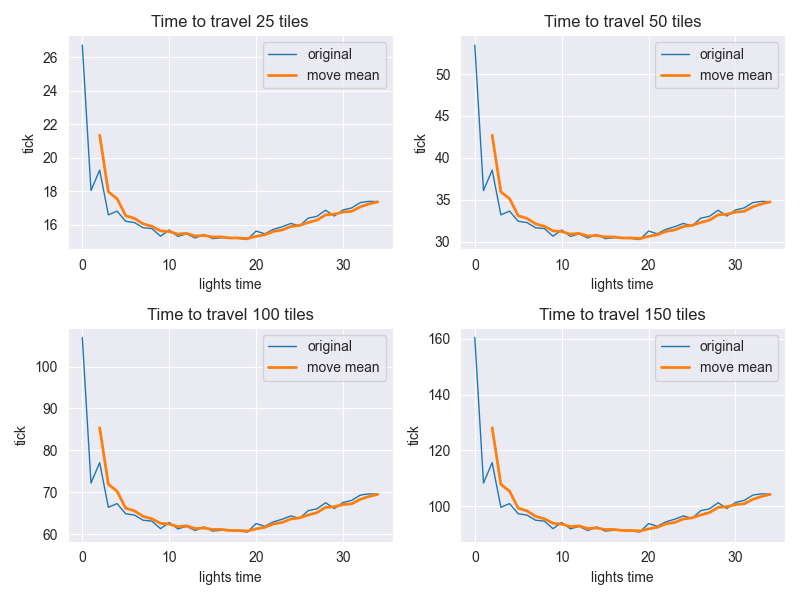 Time to travel 25 tiles
tick
26
24
22
20
18
16
original
move mean
0 10 20 30
lights time
Time to travel 50 tiles
tick
50
45
40
35
30
original
move mean
0 10 20 30
lights time
Time to travel 100 tiles
tick
100
90
80
70
60
original
move mean
0 10 20 30
lights time
Time to travel 150 tiles
tick
160
140
120
100
original
move mean
0 10 20 30
lights time